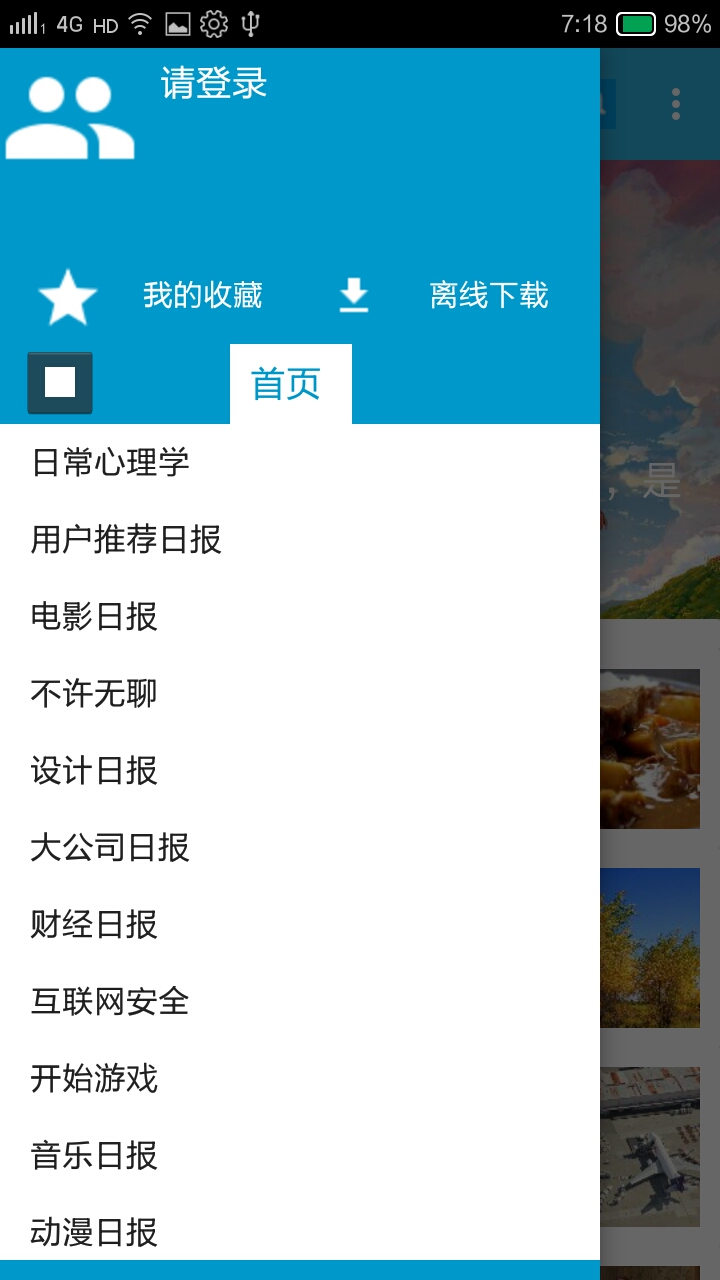 4G HD 7:18 98%
请登录
我的收藏 离线下载
首页
，是
日常心理学
用户推荐日报
电影日报
不许无聊
设计日报
大公司日报
财经日报
互联网安全
开始游戏
音乐日报
动漫日报